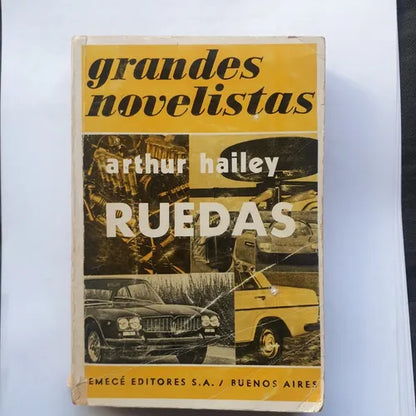 grandes
novelistas
arthur hailey
RUEDAS
EMECÉ EDITORES S.A. / BUENOS AIRES